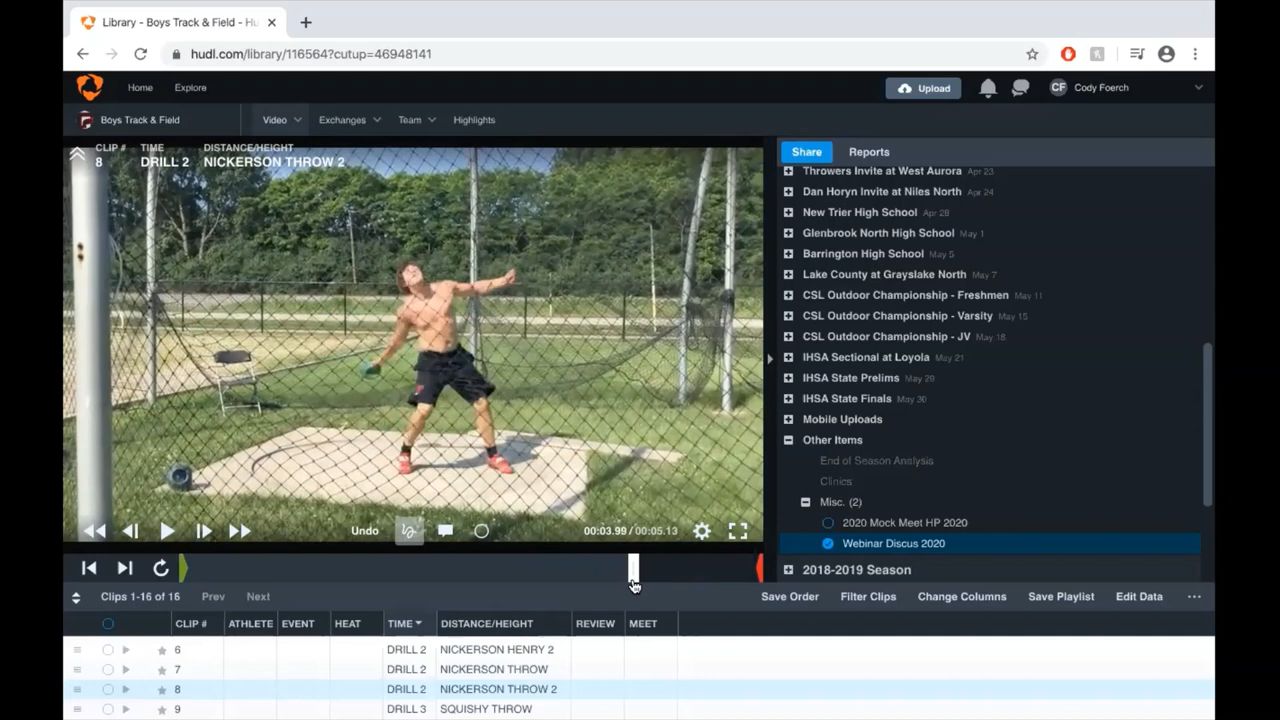 Library - Boys Track & Field - Hu
hudl.com/library/116564?cutup=46948141
Home Explore Upload CF Cody Foerch
Boys Track & Field Video Exchanges Team Highlights
CLIP # TIME DISTANCE/HEIGHT
8 DRILL 2 NICKERSON THROW 2
Share Reports
Throwers Invite at West Aurora Apr 23
Dan Horyn Invite at Niles North Apr 24
New Trier High School Apr 28
Glenbrook North High School May 1
Barrington High School May 5
Lake County at Grayslake North May 7
CSL Outdoor Championship - Freshmen May 11
CSL Outdoor Championship - Varsity May 15
CSL Outdoor Championship - JV May 18
IHSA Sectional at Loyola May 21
IHSA State Prelims May 29
IHSA State Finals May 30
Mobile Uploads
Other Items
End of Season Analysis
Clinics
Misc. (2)
2020 Mock Meet HP 2020
Webinar Discus 2020
2018-2019 Season
Undo 00:03.99 / 00:05.13
Clips 1-16 of 16 Prev Next Save Order Filter Clips Change Columns Save Playlist Edit Data
CLIP # ATHLETE EVENT HEAT TIME DISTANCE/HEIGHT REVIEW MEET
6 DRILL 2 NICKERSON HENRY 2
7 DRILL 2 NICKERSON THROW
8 DRILL 2 NICKERSON THROW 2
9 DRILL 3 SQUISHY THROW